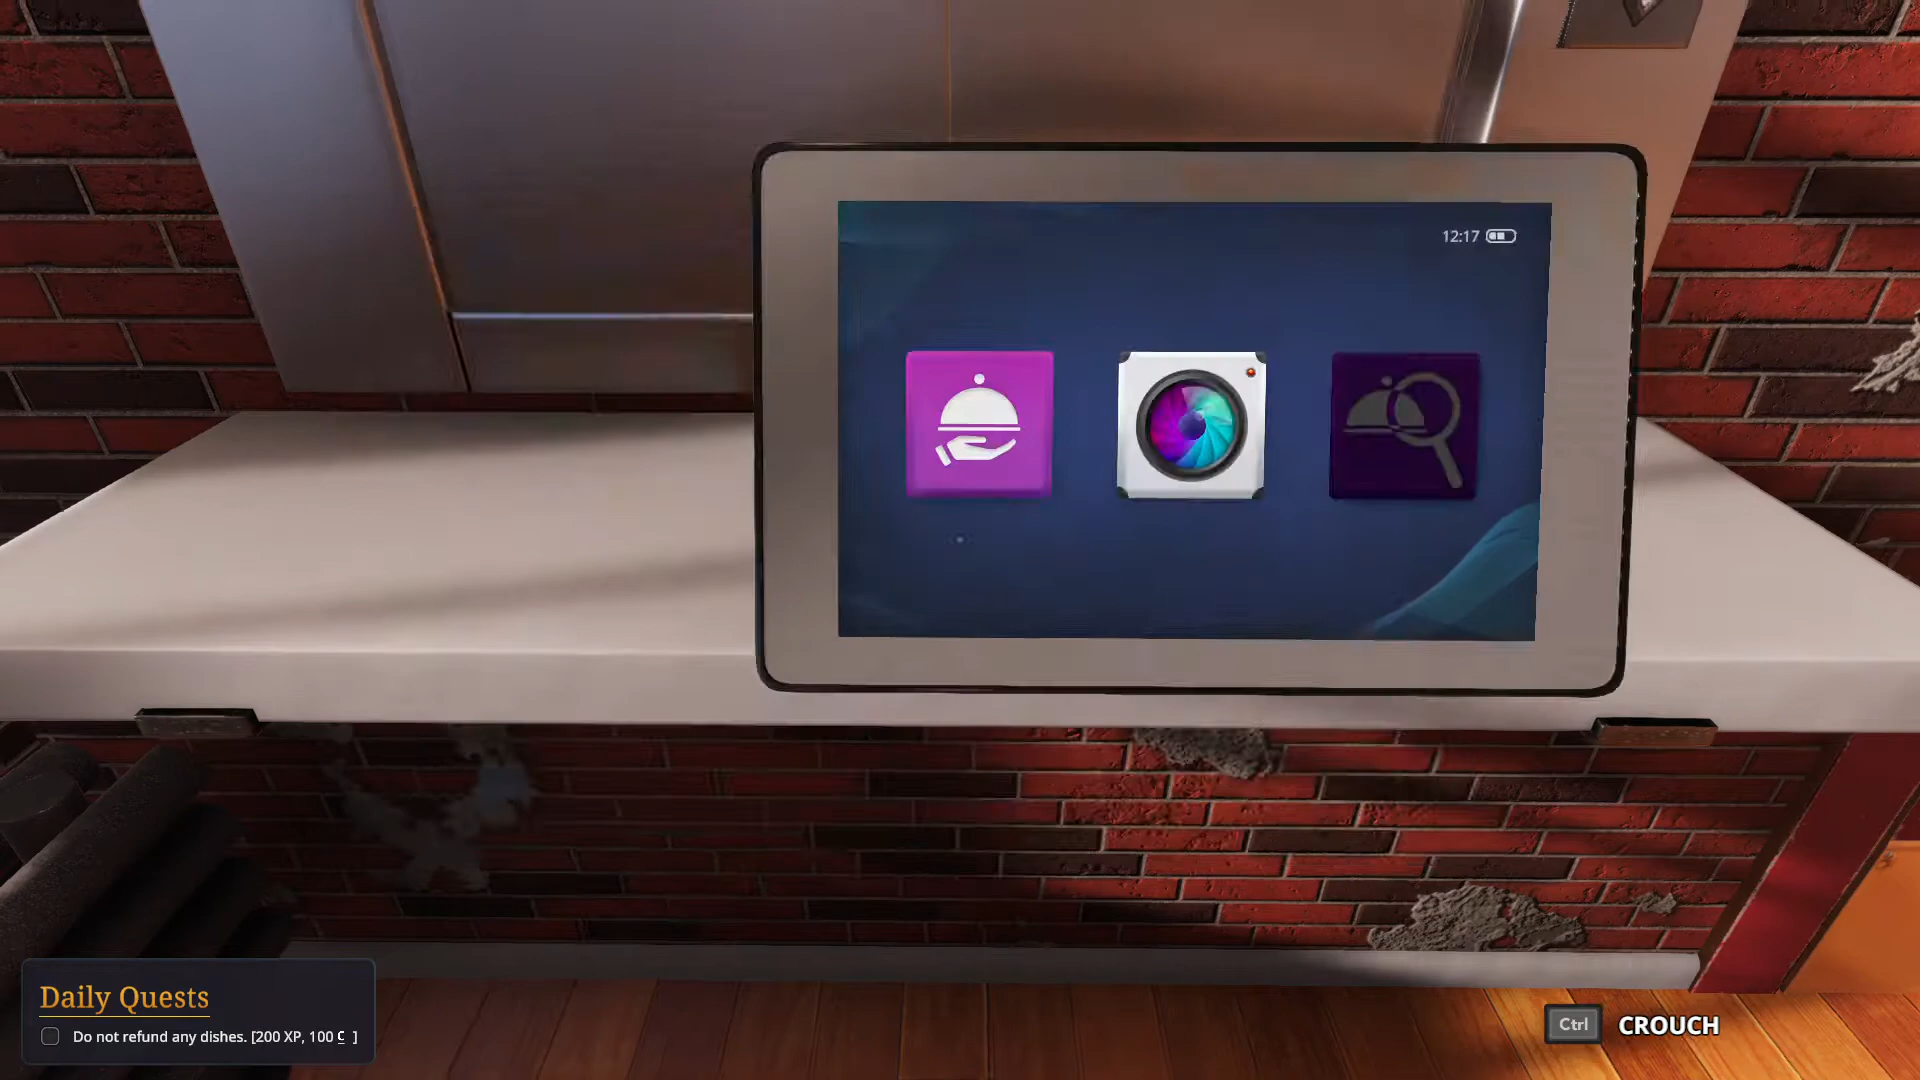 12:17
Daily Quests
Do not refund any dishes. [200 XP, 100 C ]
Ctrl CROUCH